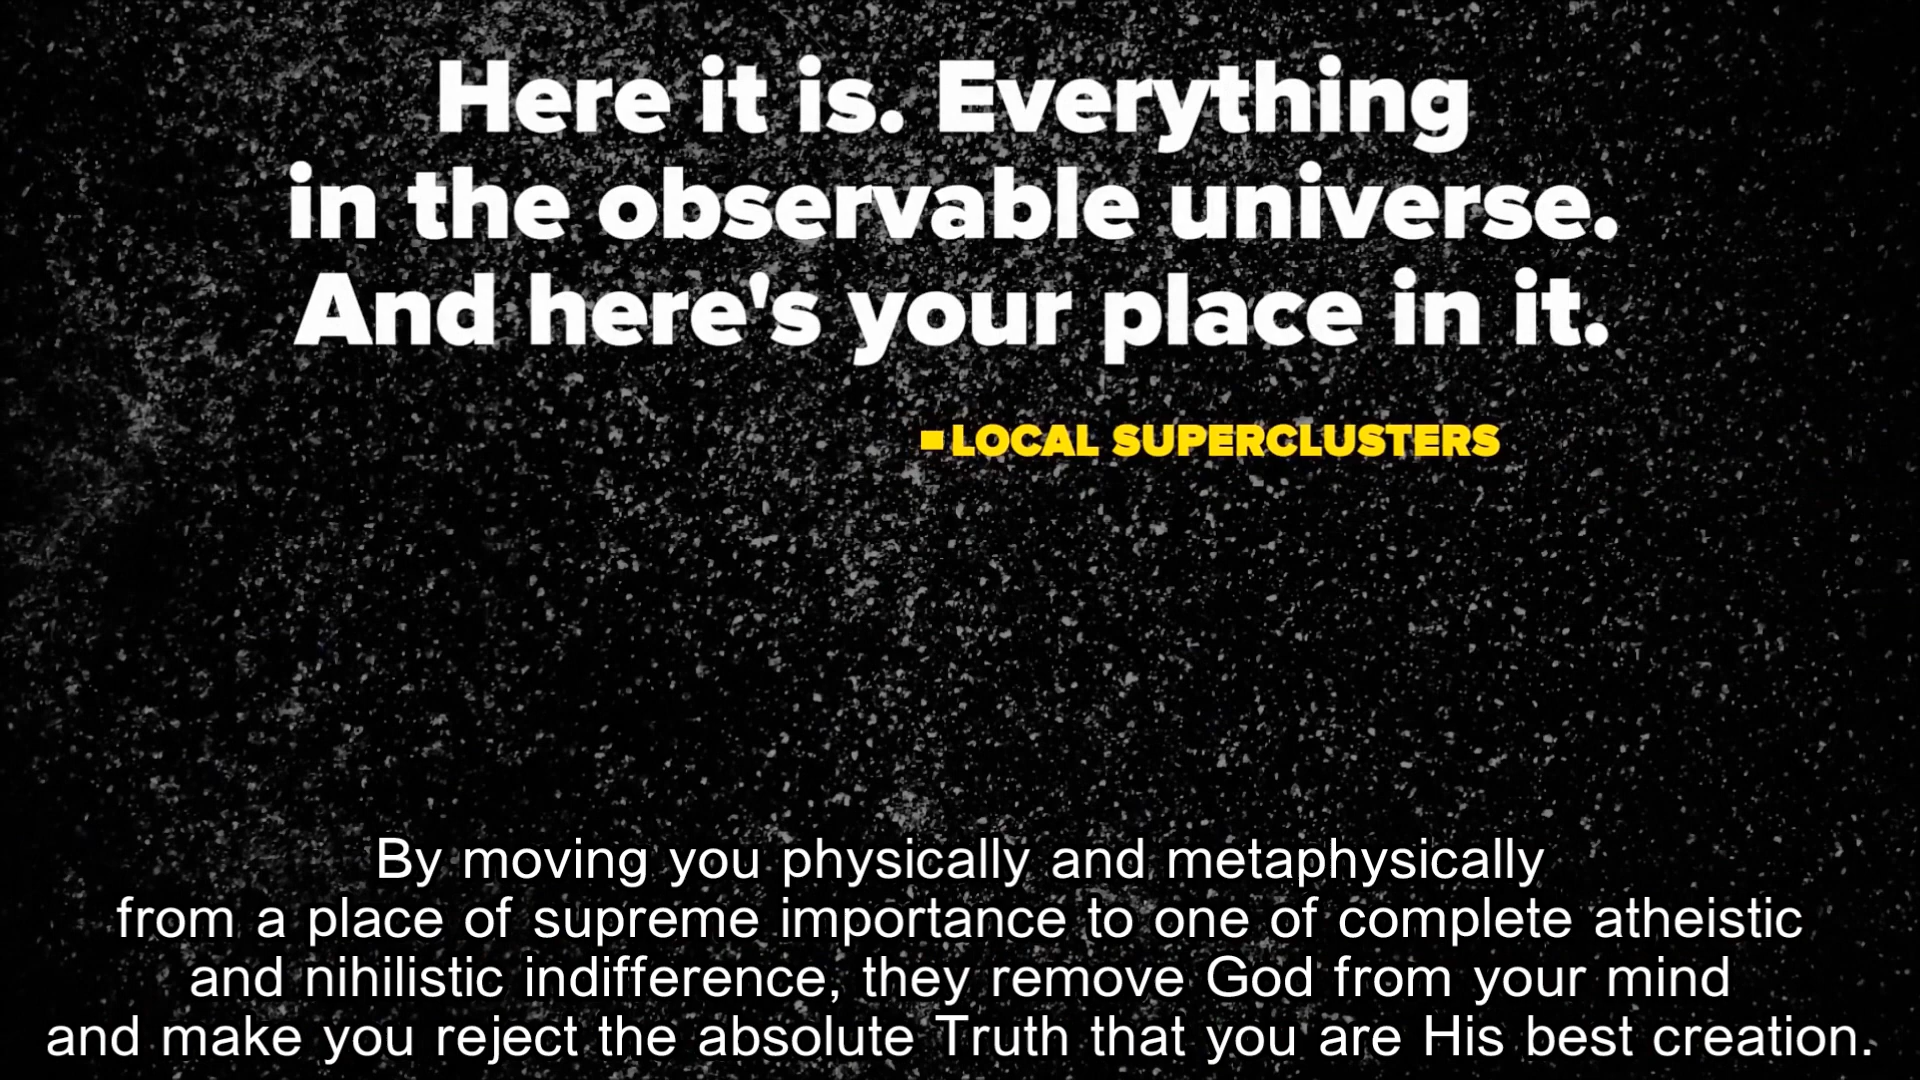 Here it is. Everything
in the observable universe.
And here's your place in it.
LOCAL SUPERCLUSTERS
By moving you physically and metaphysically
from a place of supreme importance to one of complete atheistic
and nihilistic indifference, they remove God from your mind
and make you reject the absolute Truth that you are His best creation.